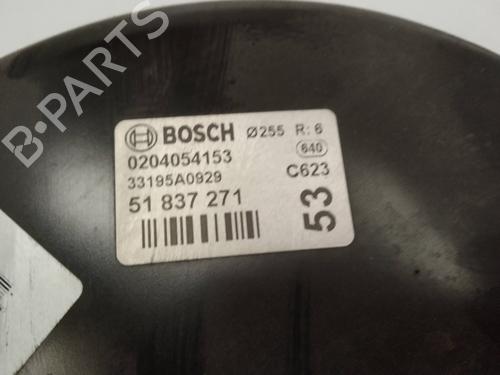 BOSCH Ø255 R: 6
0204054153 640
33195A0929 C623
51 837 271 53
B-PARTS